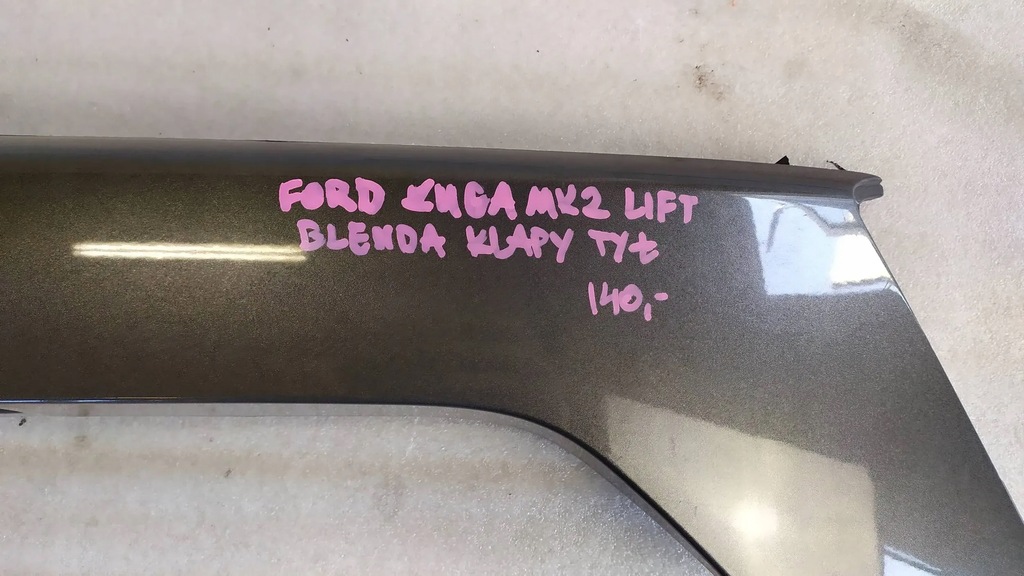 FORD KUGA MK2 LIFT
BLENDA KLAPY TYŁ
140,-